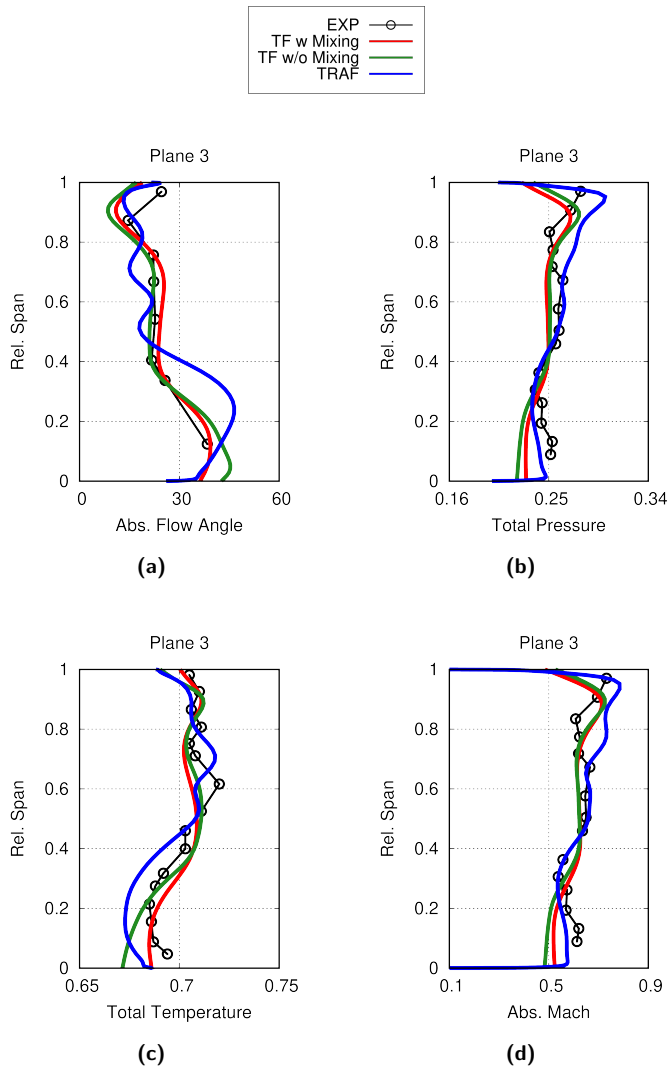 EXP
TF w Mixing
TF w/o Mixing
TRAF
Plane 3
Rel. Span
1
0.8
0.6
0.4
0.2
0
0 30 60
Abs. Flow Angle
(a)
Plane 3
Rel. Span
1
0.8
0.6
0.4
0.2
0
0.16 0.25 0.34
Total Pressure
(b)
Plane 3
Rel. Span
1
0.8
0.6
0.4
0.2
0
0.65 0.7 0.75
Total Temperature
(c)
Plane 3
Rel. Span
1
0.8
0.6
0.4
0.2
0
0.1 0.5 0.9
Abs. Mach
(d)